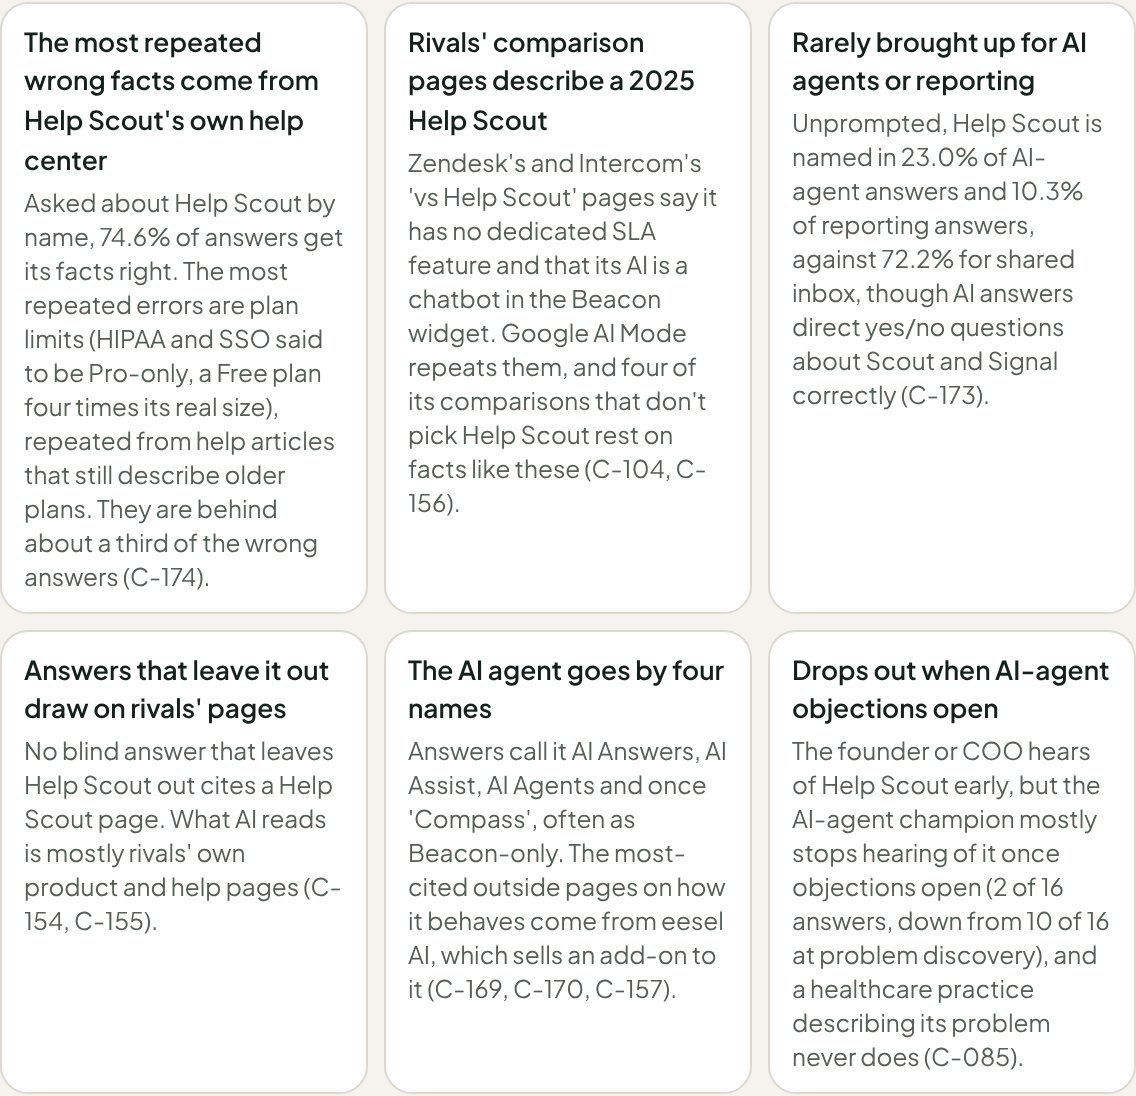 The most repeated
wrong facts come from
Help Scout's own help
center
Asked about Help Scout by
name, 74.6% of answers get
its facts right. The most
repeated errors are plan
limits (HIPAA and SSO said
to be Pro-only, a Free plan
four times its real size),
repeated from help articles
that still describe older
plans. They are behind
about a third of the wrong
answers (C-174).
Rivals' comparison
pages describe a 2025
Help Scout
Zendesk's and Intercom's
'vs Help Scout' pages say it
has no dedicated SLA
feature and that its AI is a
chatbot in the Beacon
widget. Google AI Mode
repeats them, and four of
its comparisons that don't
pick Help Scout rest on
facts like these (C-104, C-
156).
Rarely brought up for AI
agents or reporting
Unprompted, Help Scout is
named in 23.0% of AI-
agent answers and 10.3%
of reporting answers,
against 72.2% for shared
inbox, though AI answers
direct yes/no questions
about Scout and Signal
correctly (C-173).
Answers that leave it out
draw on rivals' pages
No blind answer that leaves
Help Scout out cites a Help
Scout page. What AI reads
is mostly rivals' own
product and help pages (C-
154, C-155).
The AI agent goes by four
names
Answers call it AI Answers, AI
Assist, AI Agents and once
'Compass', often as
Beacon-only. The most-
cited outside pages on how
it behaves come from eesel
AI, which sells an add-on to
it (C-169, C-170, C-157).
Drops out when AI-agent
objections open
The founder or COO hears
of Help Scout early, but the
AI-agent champion mostly
stops hearing of it once
objections open (2 of 16
answers, down from 10 of 16
at problem discovery), and
a healthcare practice
describing its problem
never does (C-085).